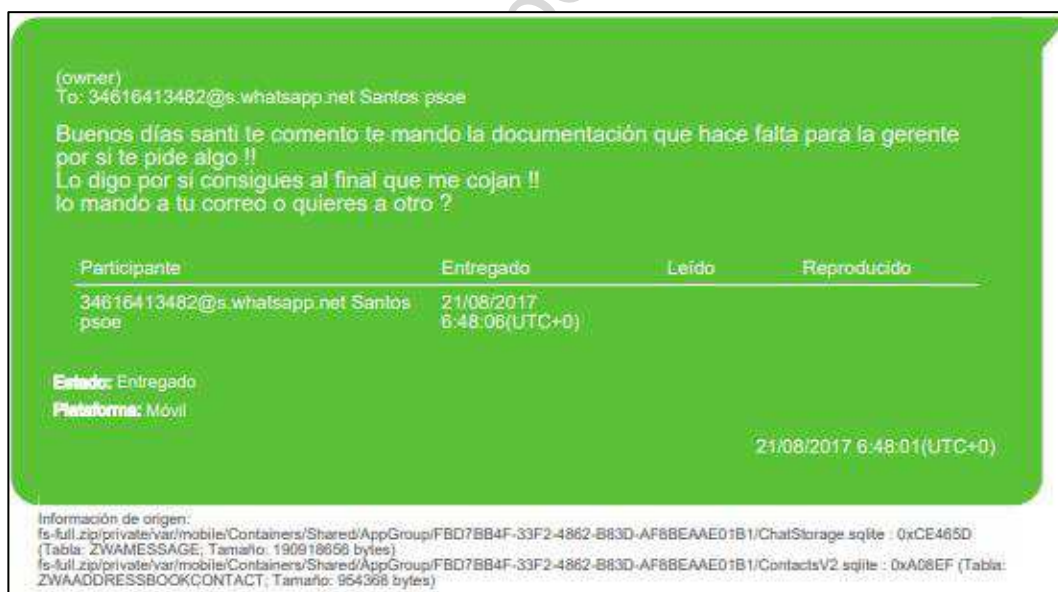 (owner)
To: 34616413482@s.whatsapp.net Santos psoe
Buenos días santi te comento te mando la documentación que hace falta para la gerente
por si te pide algo !!
Lo digo por si consigues al final que me cojan !!
lo mando a tu correo o quieres a otro ?
Participante Entregado Leído Reproducido
34616413482@s.whatsapp.net Santos 21/08/2017
psoe 6:48:06(UTC+0)
Estado: Entregado
Plataforma: Móvil
21/08/2017 6:48:01(UTC+0)
Información de origen:
fs-full.zip/private/var/mobile/Containers/Shared/AppGroup/FBD7BB4F-33F2-4862-B83D-AF8BEAAE01B1/ChatStorage.sqlite : 0xCE465D
(Tabla: ZWAMESSAGE; Tamaño: 190918656 bytes)
fs-full.zip/private/var/mobile/Containers/Shared/AppGroup/FBD7BB4F-33F2-4862-B83D-AF8BEAAE01B1/ContactsV2.sqlite : 0xA08EF (Tabla:
ZWAADDRESSBOOKCONTACT; Tamaño: 954368 bytes)